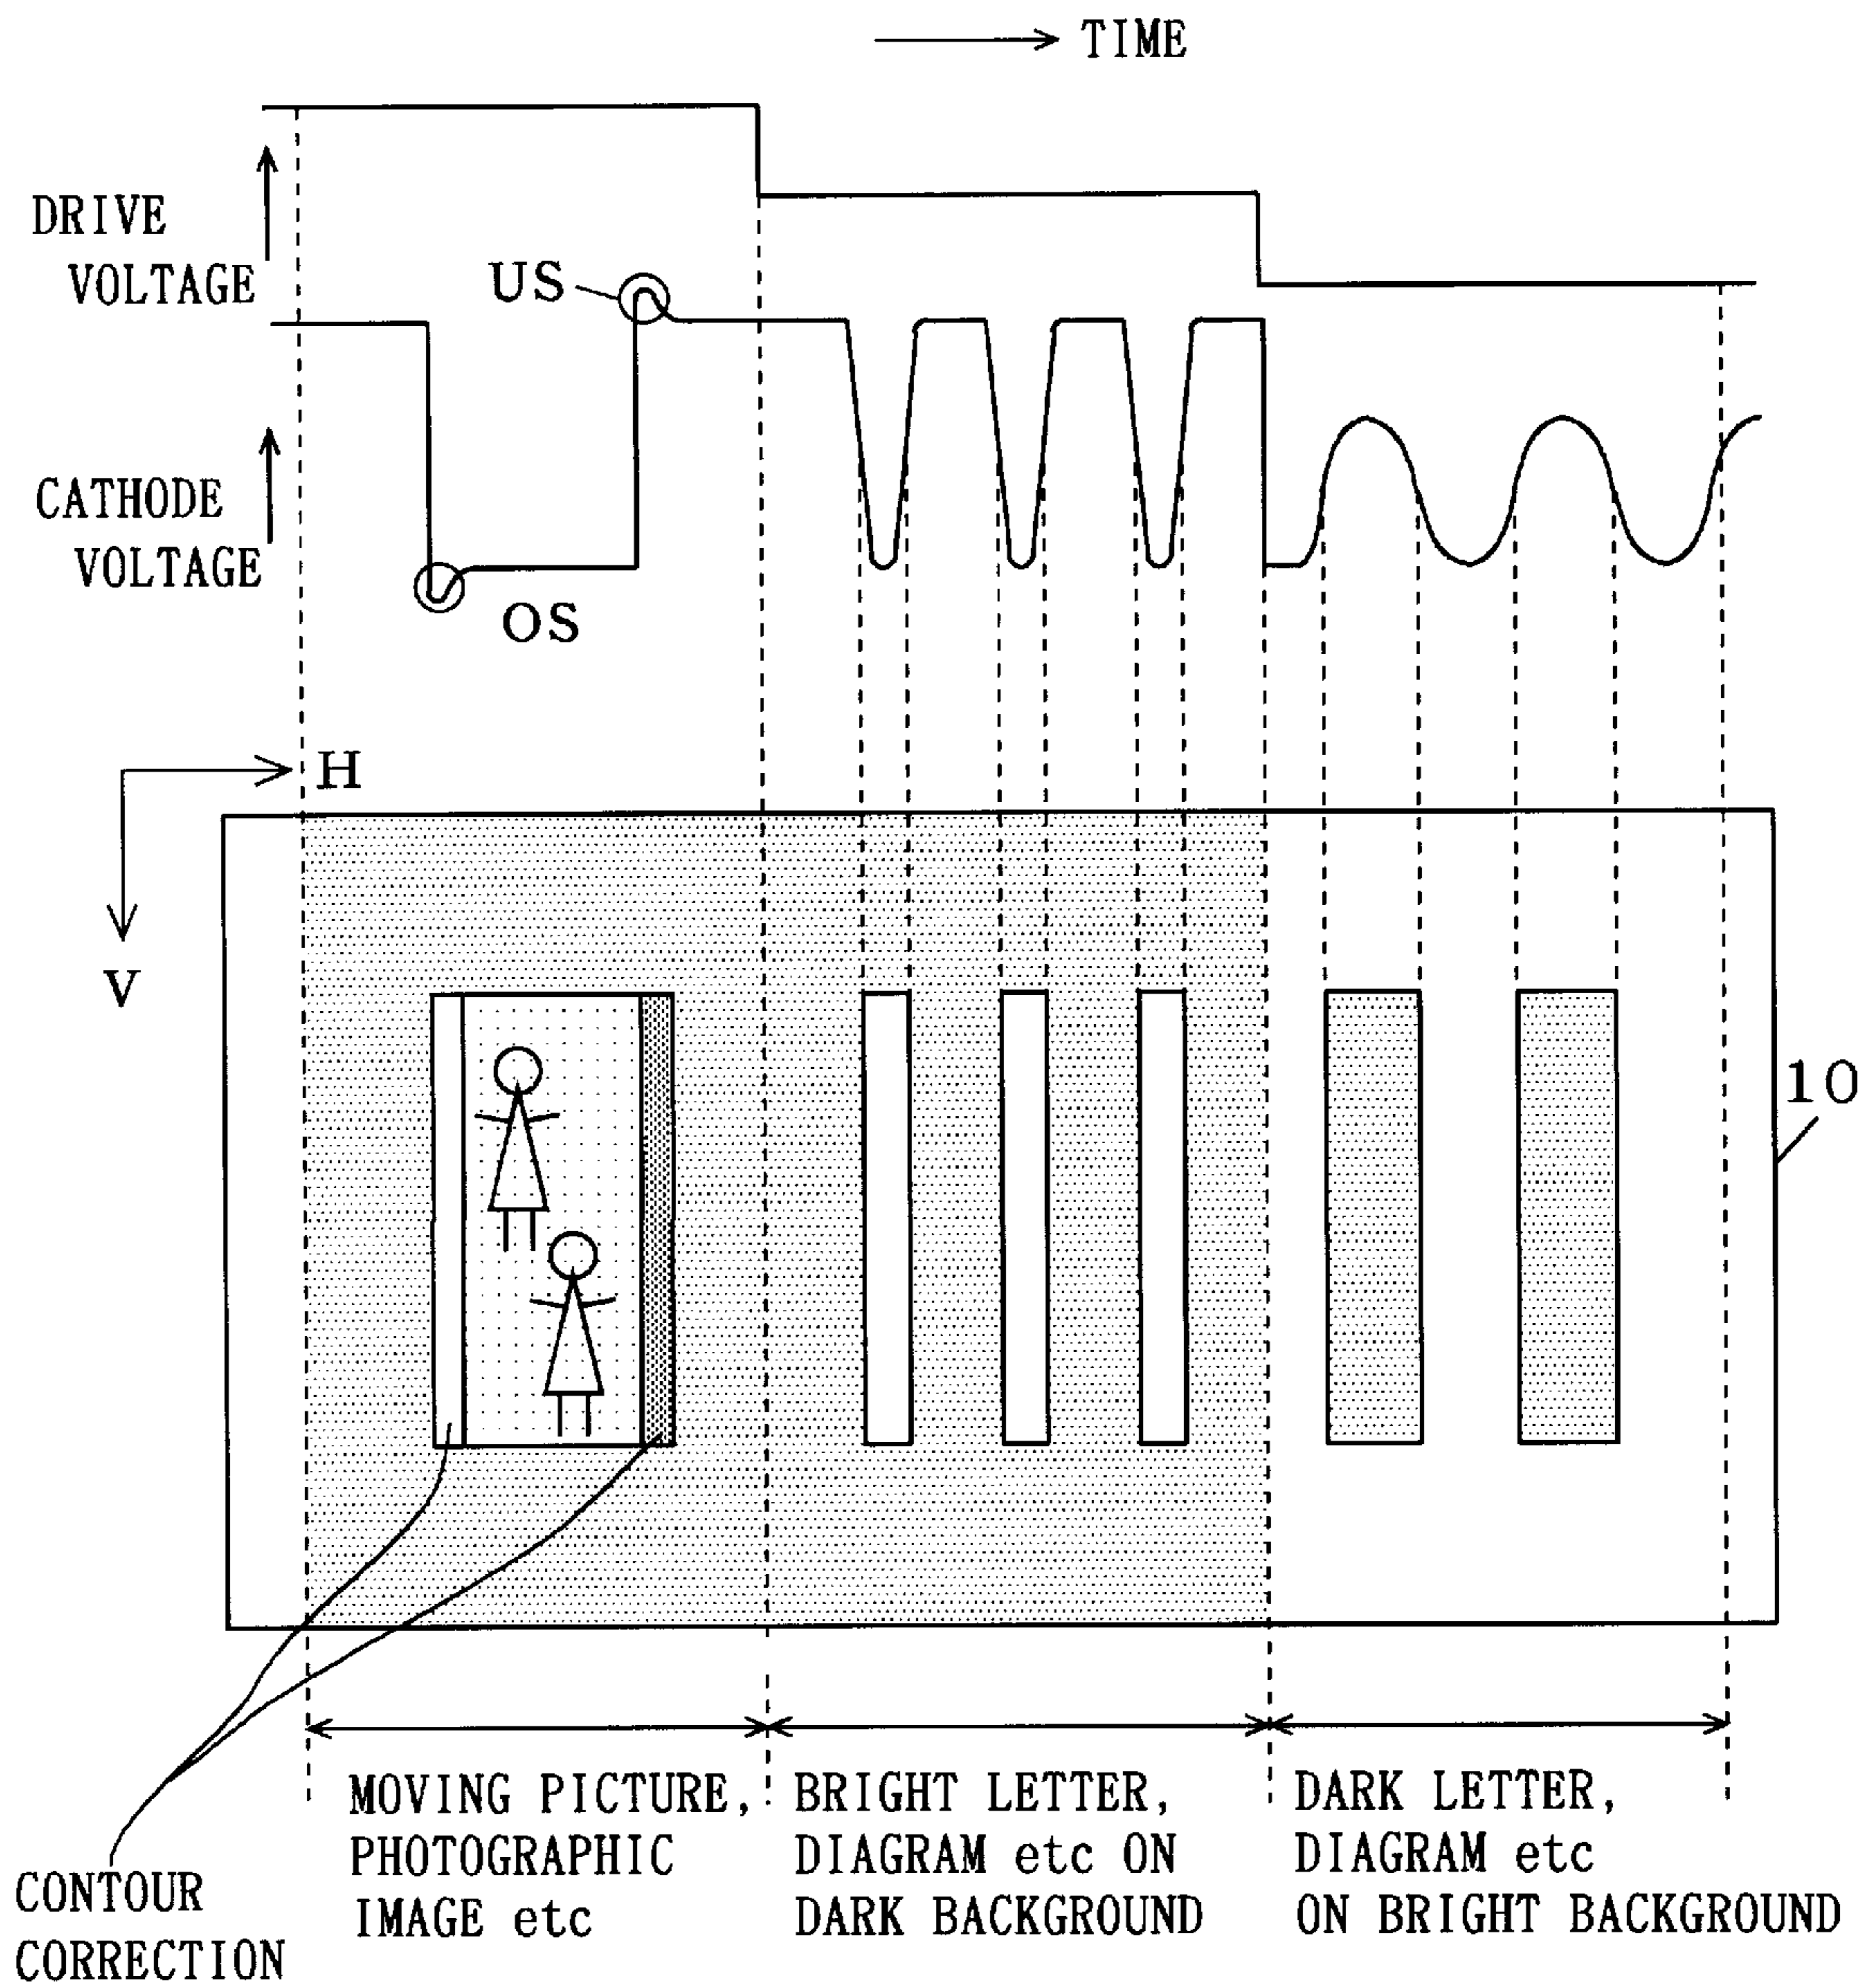 TIME
DRIVE
VOLTAGE
US
CATHODE
VOLTAGE
OS
H
V
10
MOVING PICTURE,
PHOTOGRAPHIC
IMAGE etc
BRIGHT LETTER,
DIAGRAM etc ON
DARK BACKGROUND
DARK LETTER,
DIAGRAM etc
ON BRIGHT BACKGROUND
CONTOUR
CORRECTION